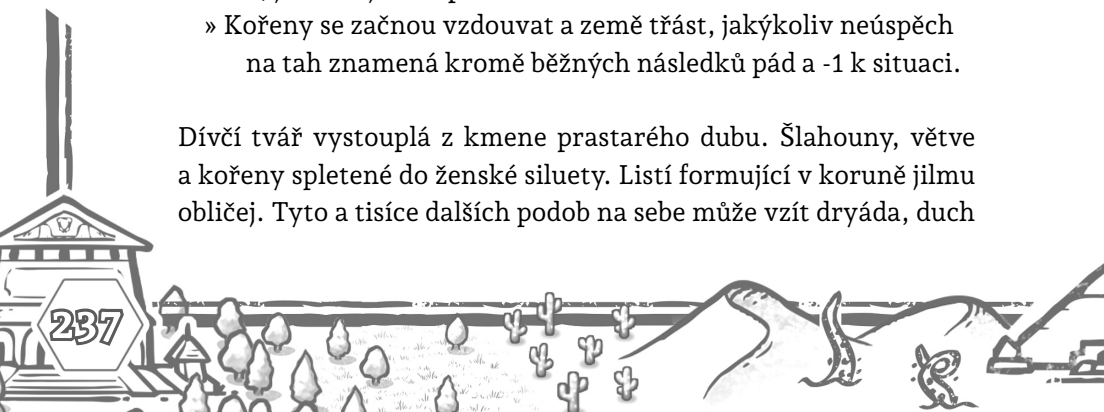 » Kořeny se začnou vzdouvat a země třást, jakýkoliv neúspěch
na tah znamená kromě běžných následků pád a -1 k situaci.
Dívčí tvář vystouplá z kmene prastarého dubu. Šlahouny, větve
a kořeny spletené do ženské siluety. Listí formující v koruně jilmu
obličej. Tyto a tisíce dalších podob na sebe může vzít dryáda, duch
237